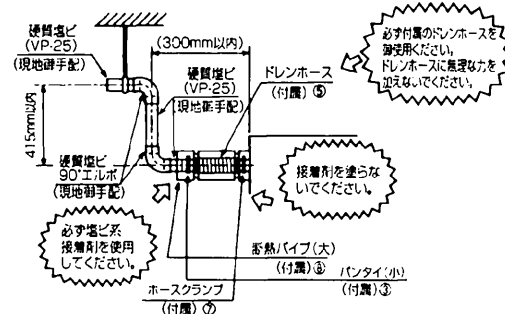 硬質塩ビ
(VP-25)
(現地御手配)
(300mm以内)
硬質塩ビ
(VP-25)
(現地御手配)
ドレンホース
(付属)⑤
必ず付属のドレンホースを
御使用ください。
ドレンホースに無理な力を
加えないでください。
415mm以内
硬質塩ビ
90°エルボ
(現地御手配)
接着剤を塗らな
いでください。
必ず塩ビ系
接着剤を使用
してください。
断熱パイプ(大)
(付属)⑧
バンタイ(小)
(付属)③
ホースクランプ
(付属)⑦